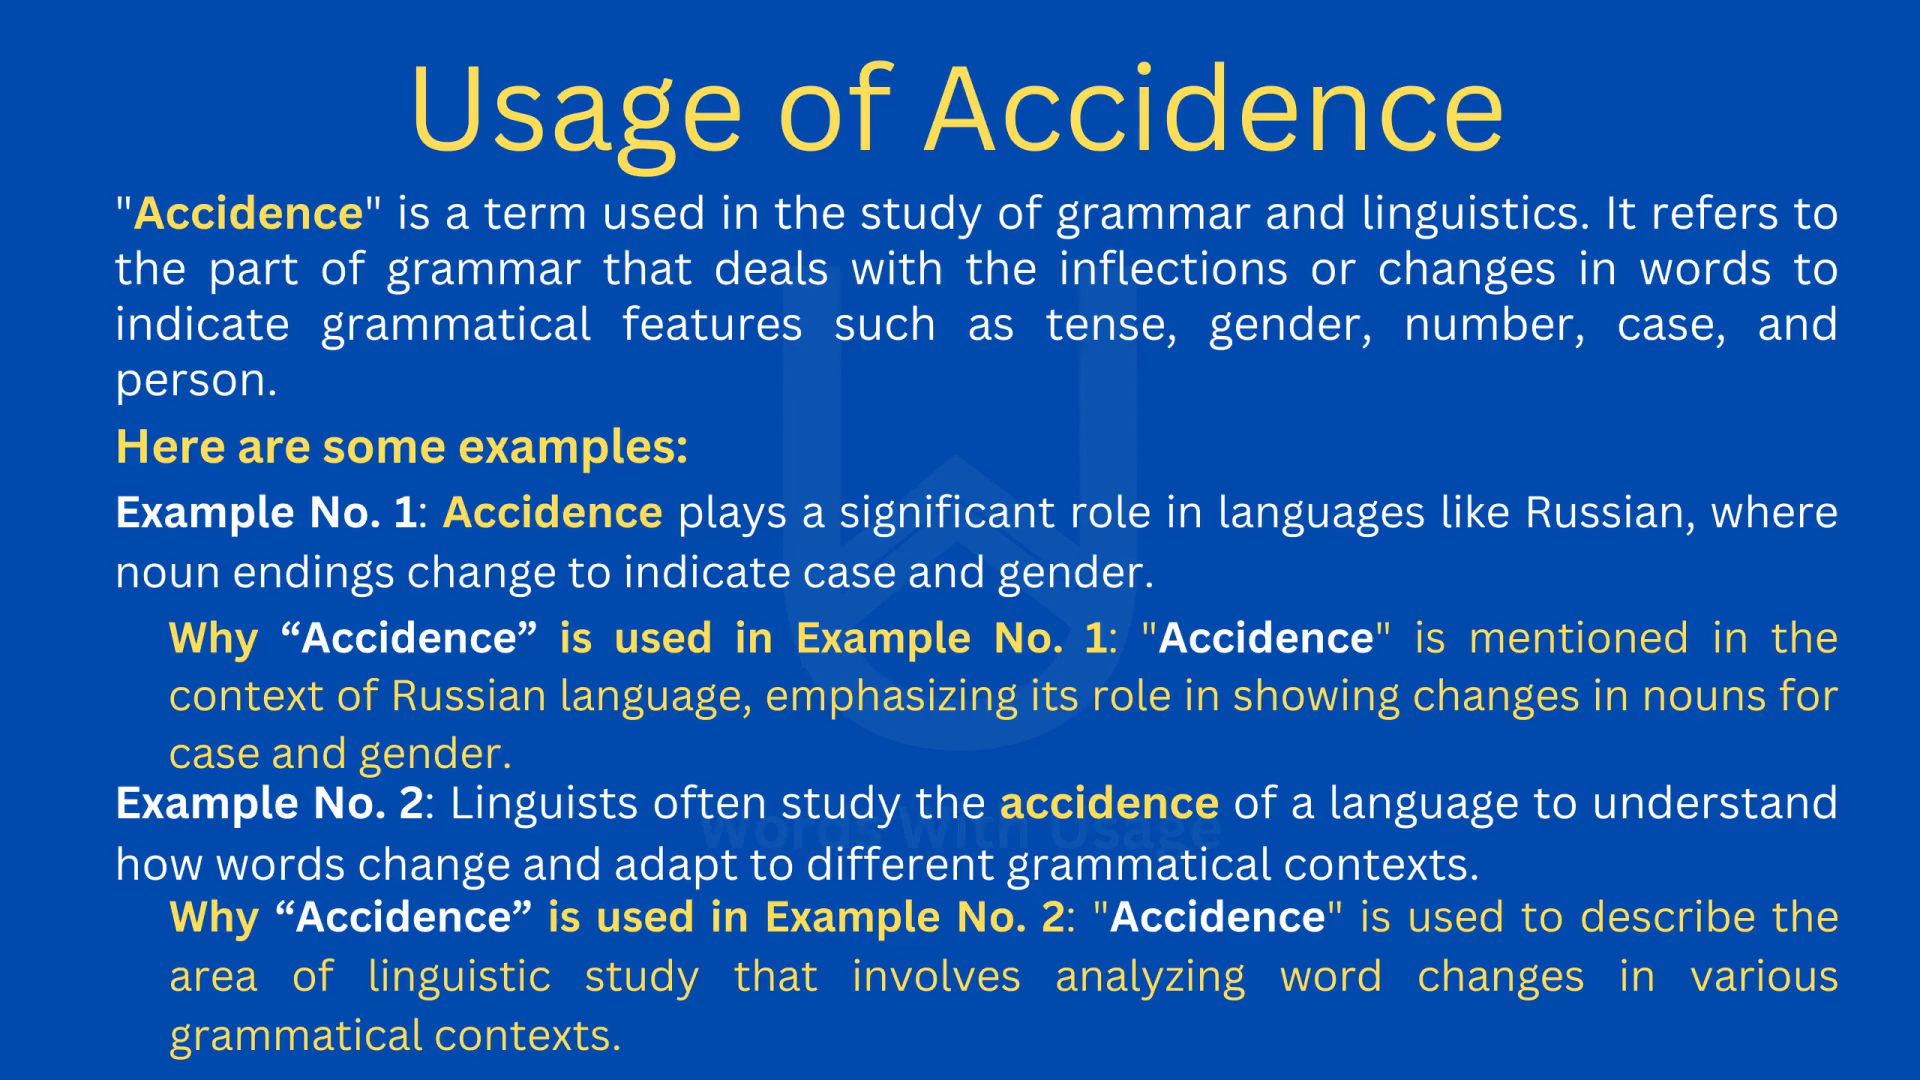 Usage of Accidence
"Accidence" is a term used in the study of grammar and linguistics. It refers to
the part of grammar that deals with the inflections or changes in words to
indicate grammatical features such as tense, gender, number, case, and
person.
Here are some examples:
Example No. 1: Accidence plays a significant role in languages like Russian, where
noun endings change to indicate case and gender.
Why “Accidence” is used in Example No. 1: "Accidence" is mentioned in the
context of Russian language, emphasizing its role in showing changes in nouns for
case and gender.
Example No. 2: Linguists often study the accidence of a language to understand
Words With Usage
how words change and adapt to different grammatical contexts.
Why “Accidence” is used in Example No. 2: "Accidence" is used to describe the
area of linguistic study that involves analyzing word changes in various
grammatical contexts.